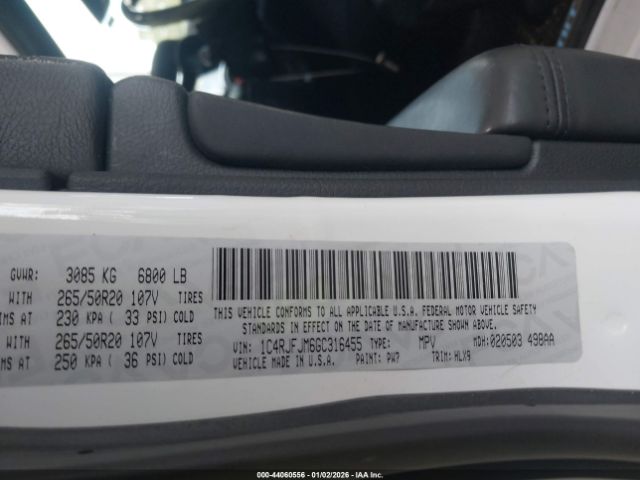 GVWR: 3085 KG 6800 LB
WITH 265/50R20 107V TIRES
IMS AT 230 KPA ( 33 PSI) COLD
WITH 265/50R20 107V TIRES
MS AT 250 KPA ( 36 PSI) COLD
THIS VEHICLE CONFORMS TO ALL APPLICABLE U.S.A. FEDERAL MOTOR VEHICLE SAFETY
STANDARDS IN EFFECT ON THE DATE OF MANUFACTURE SHOWN ABOVE.
VIN: 1C4RJFJM6GC316455 TYPE: MPV MDH: 020503 498AA
VEHICLE MADE IN U.S.A. PAINT: PW7 TRIM: HLX9
000-44060556 - 01/02/2026 - IAAI.com